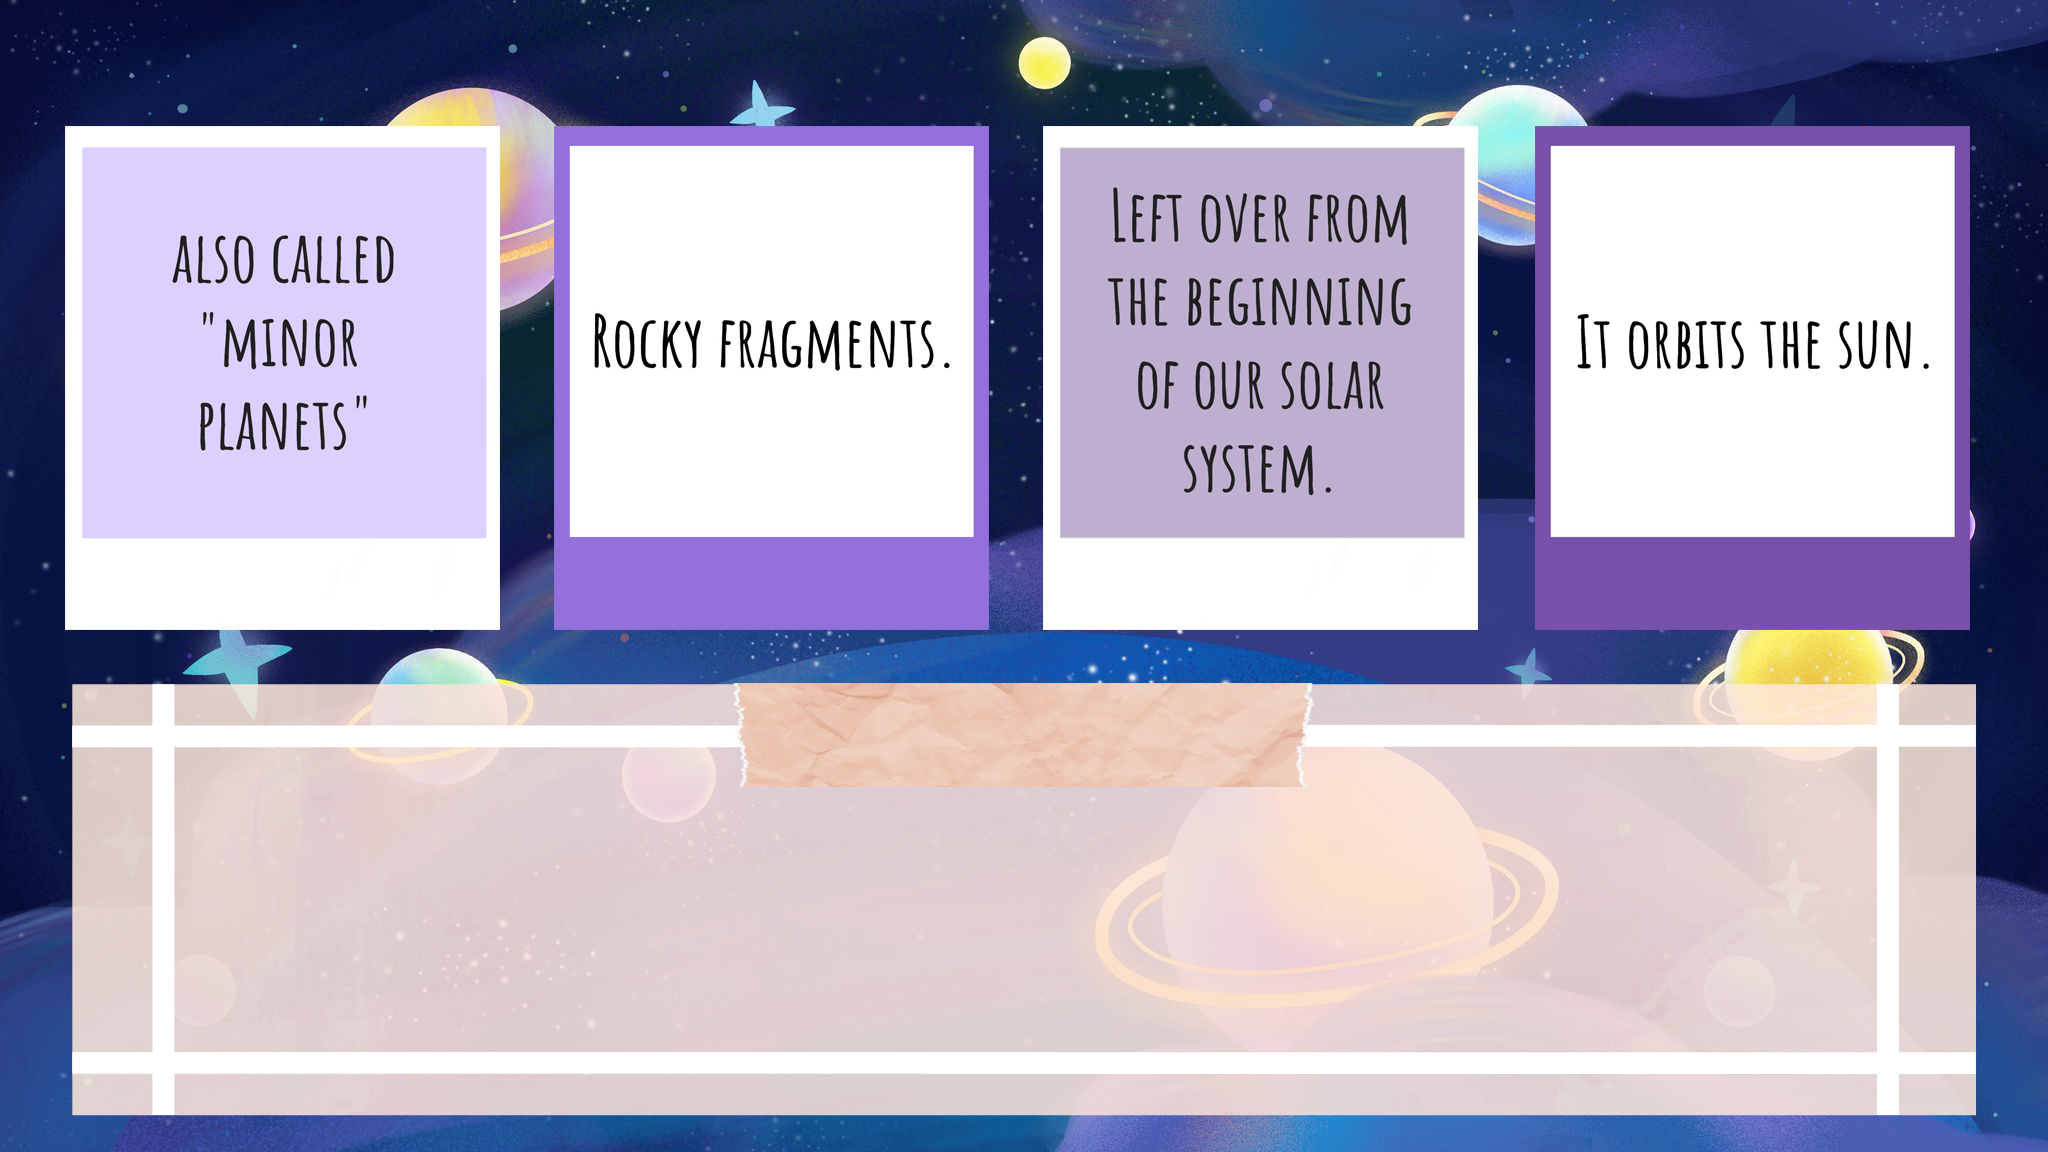 ALSO CALLED
"MINOR
PLANETS"
ROCKY FRAGMENTS.
LEFT OVER FROM
THE BEGINNING
OF OUR SOLAR
SYSTEM.
IT ORBITS THE SUN.